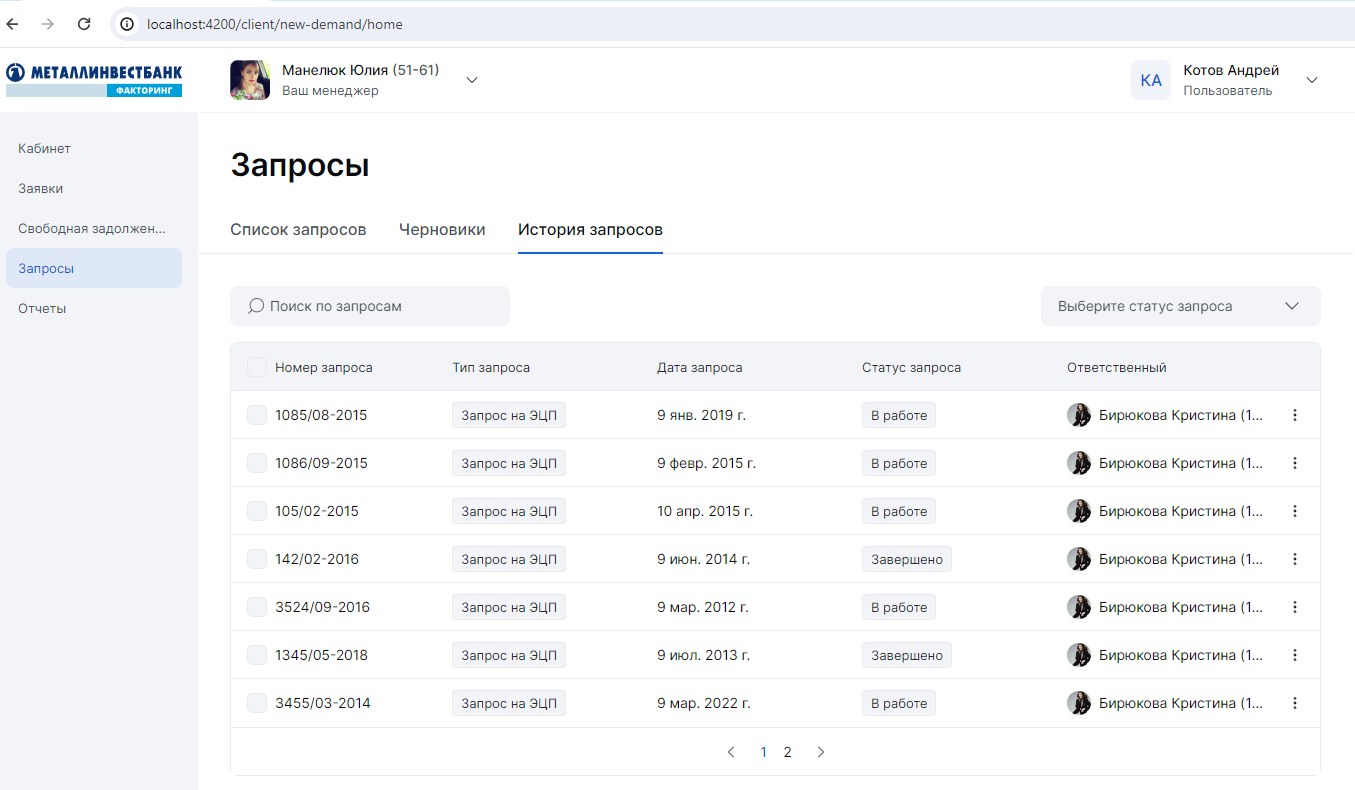 localhost:4200/client/new-demand/home
МЕТАЛЛИНВЕСТБАНК
ФАКТОРИНГ
Манелюк Юлия (51-61)
Ваш менеджер
КА
Котов Андрей
Пользователь
Кабинет
Заявки
Свободная задолжен...
Запросы
Отчеты
Запросы
Список запросов Черновики История запросов
Поиск по запросам
Выберите статус запроса
Номер запроса Тип запроса Дата запроса Статус запроса Ответственный
1085/08-2015 Запрос на ЭЦП 9 янв. 2019 г. В работе Бирюкова Кристина (1...
1086/09-2015 Запрос на ЭЦП 9 февр. 2015 г. В работе Бирюкова Кристина (1...
105/02-2015 Запрос на ЭЦП 10 апр. 2015 г. В работе Бирюкова Кристина (1...
142/02-2016 Запрос на ЭЦП 9 июн. 2014 г. Завершено Бирюкова Кристина (1...
3524/09-2016 Запрос на ЭЦП 9 мар. 2012 г. В работе Бирюкова Кристина (1...
1345/05-2018 Запрос на ЭЦП 9 июл. 2013 г. Завершено Бирюкова Кристина (1...
3455/03-2014 Запрос на ЭЦП 9 мар. 2022 г. В работе Бирюкова Кристина (1...
1 2